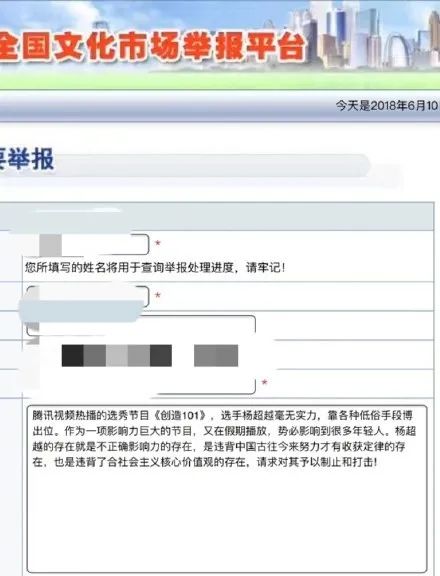 全国文化市场举报平台
今天是2018年6月10
要举报
*
您所填写的姓名将用于查询举报处理进度，请牢记！
*
*
腾讯视频热播的选秀节目《创造101》，选手杨超越毫无实力，靠各种低俗手段博
出位。作为一项影响力巨大的节目，又在假期播放，势必影响到很多年轻人。杨超
越的存在就是不正确影响力的存在，是违背中国古往今来努力才有收获定律的存
在，也是违背了合社会主义核心价值观的存在。请求对其予以制止和打击!